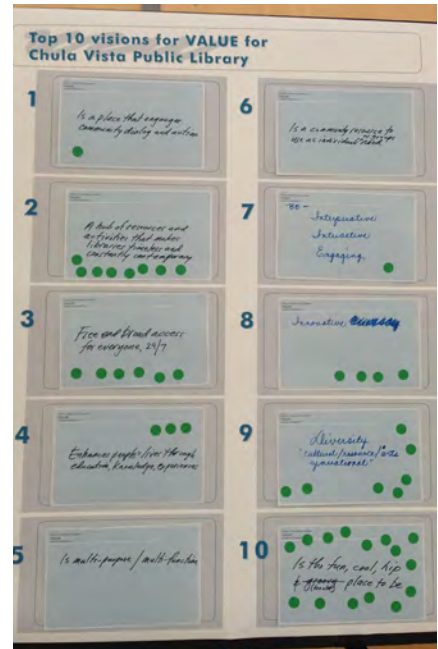 Top 10 visions for VALUE for
Chula Vista Public Library
1
Is a place that engages
community dialog and action
2
A hub of resources and
activities that makes
libraries timeless and
constantly contemporary
3
Free and broad access
for everyone, 24/7
4
Enhances people's lives through
education, knowledge, experiences
5
Is multi-purpose / multi-function
6
Is a community resource to
use as individual
7
BE -
Interpretive
Interactive
Engaging
8
Innovative
9
Diversity
cultural/resource/arts
10
Is the fun, cool, hip
& groovy place to be